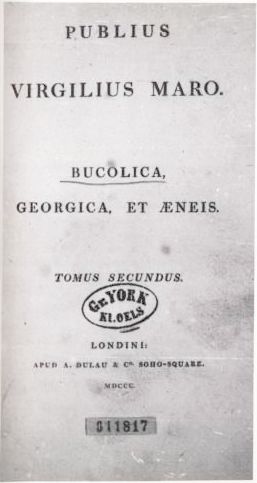 PUBLIUS
VIRGILIUS MARO.
BUCOLICA,
GEORGICA, ET ÆNEIS.
TOMUS SECUNDUS.
Gr. YORK
Kl. OELS
LONDINI:
APUD A. DULAU & Co. SOHO-SQUARE.
MDCCC.
311817